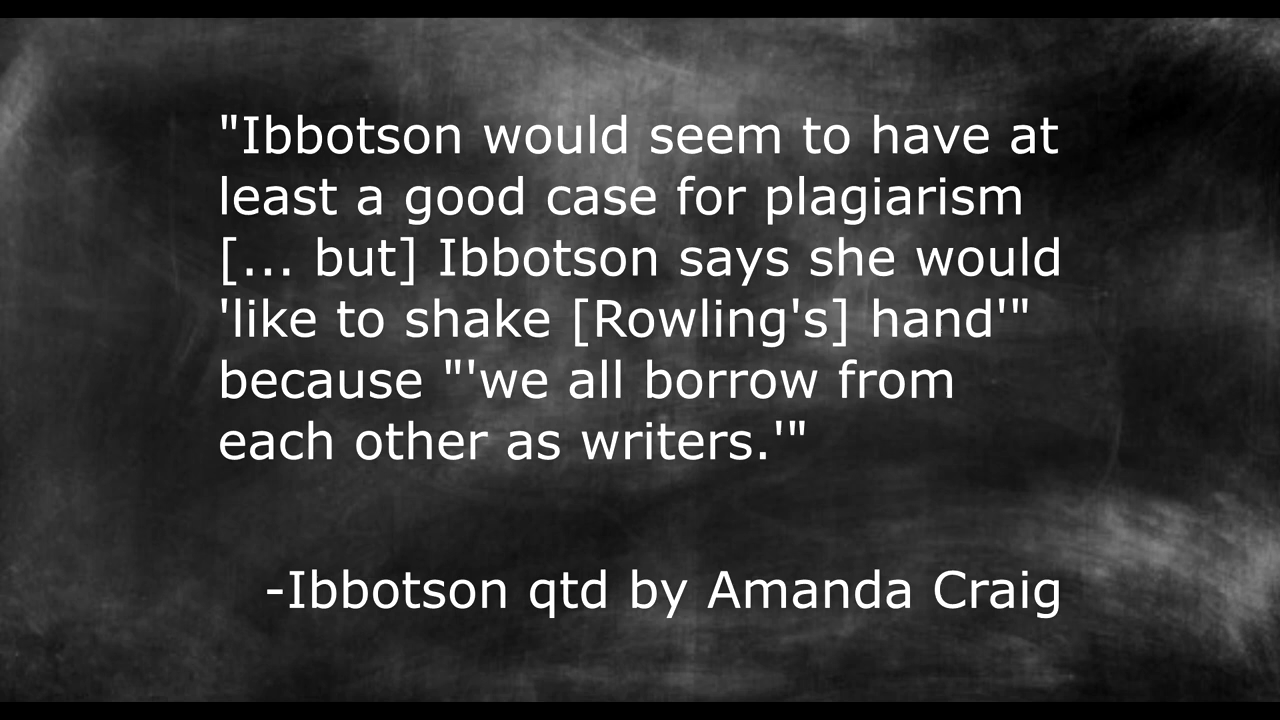 "Ibbotson would seem to have at
least a good case for plagiarism
[... but] Ibbotson says she would
'like to shake [Rowling's] hand'"
because "'we all borrow from
each other as writers.'"
-Ibbotson qtd by Amanda Craig